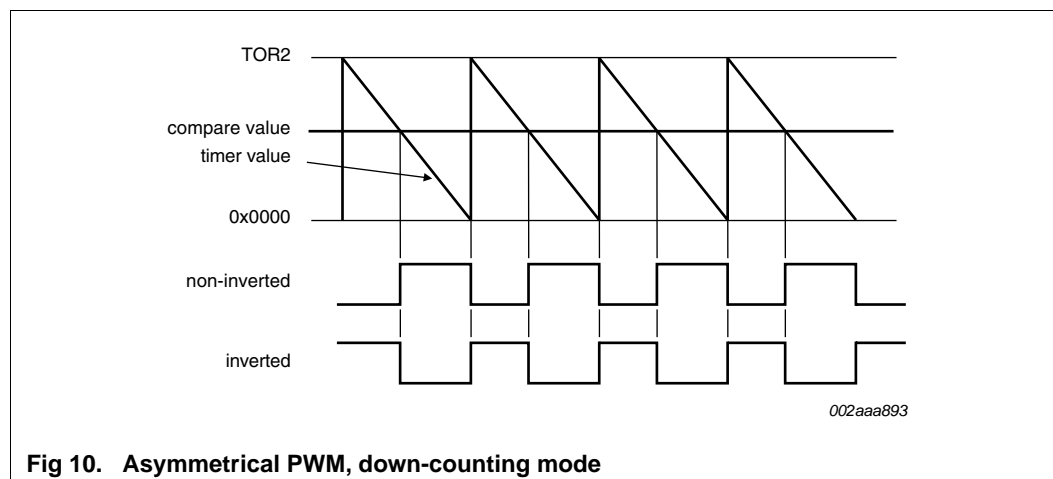 TOR2
compare value
timer value
0x0000
non-inverted
inverted
002aaa893
Fig 10. Asymmetrical PWM, down-counting mode